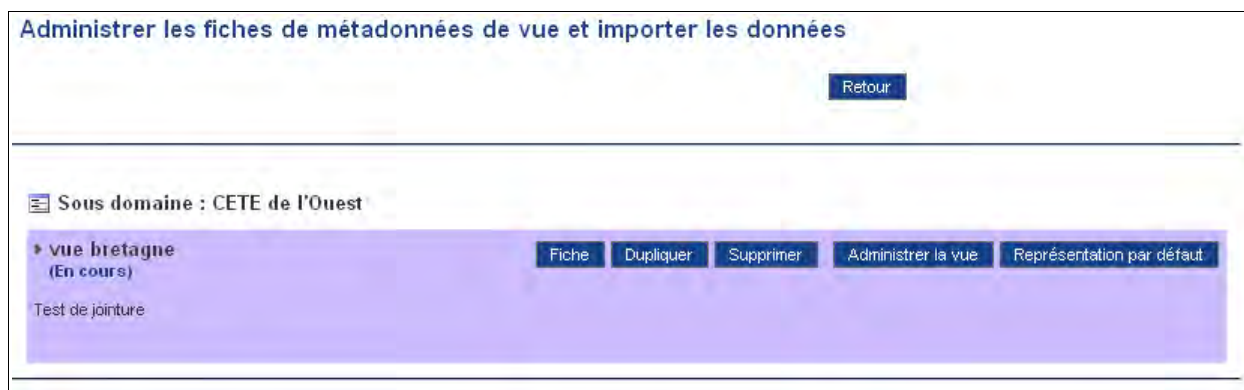 Administrer les fiches de métadonnées de vue et importer les données
Retour
Sous domaine : CETE de l'Ouest
vue bretagne
Fiche Dupliquer Supprimer Administrer la vue Représentation par défaut
(En cours)
Test de jointure